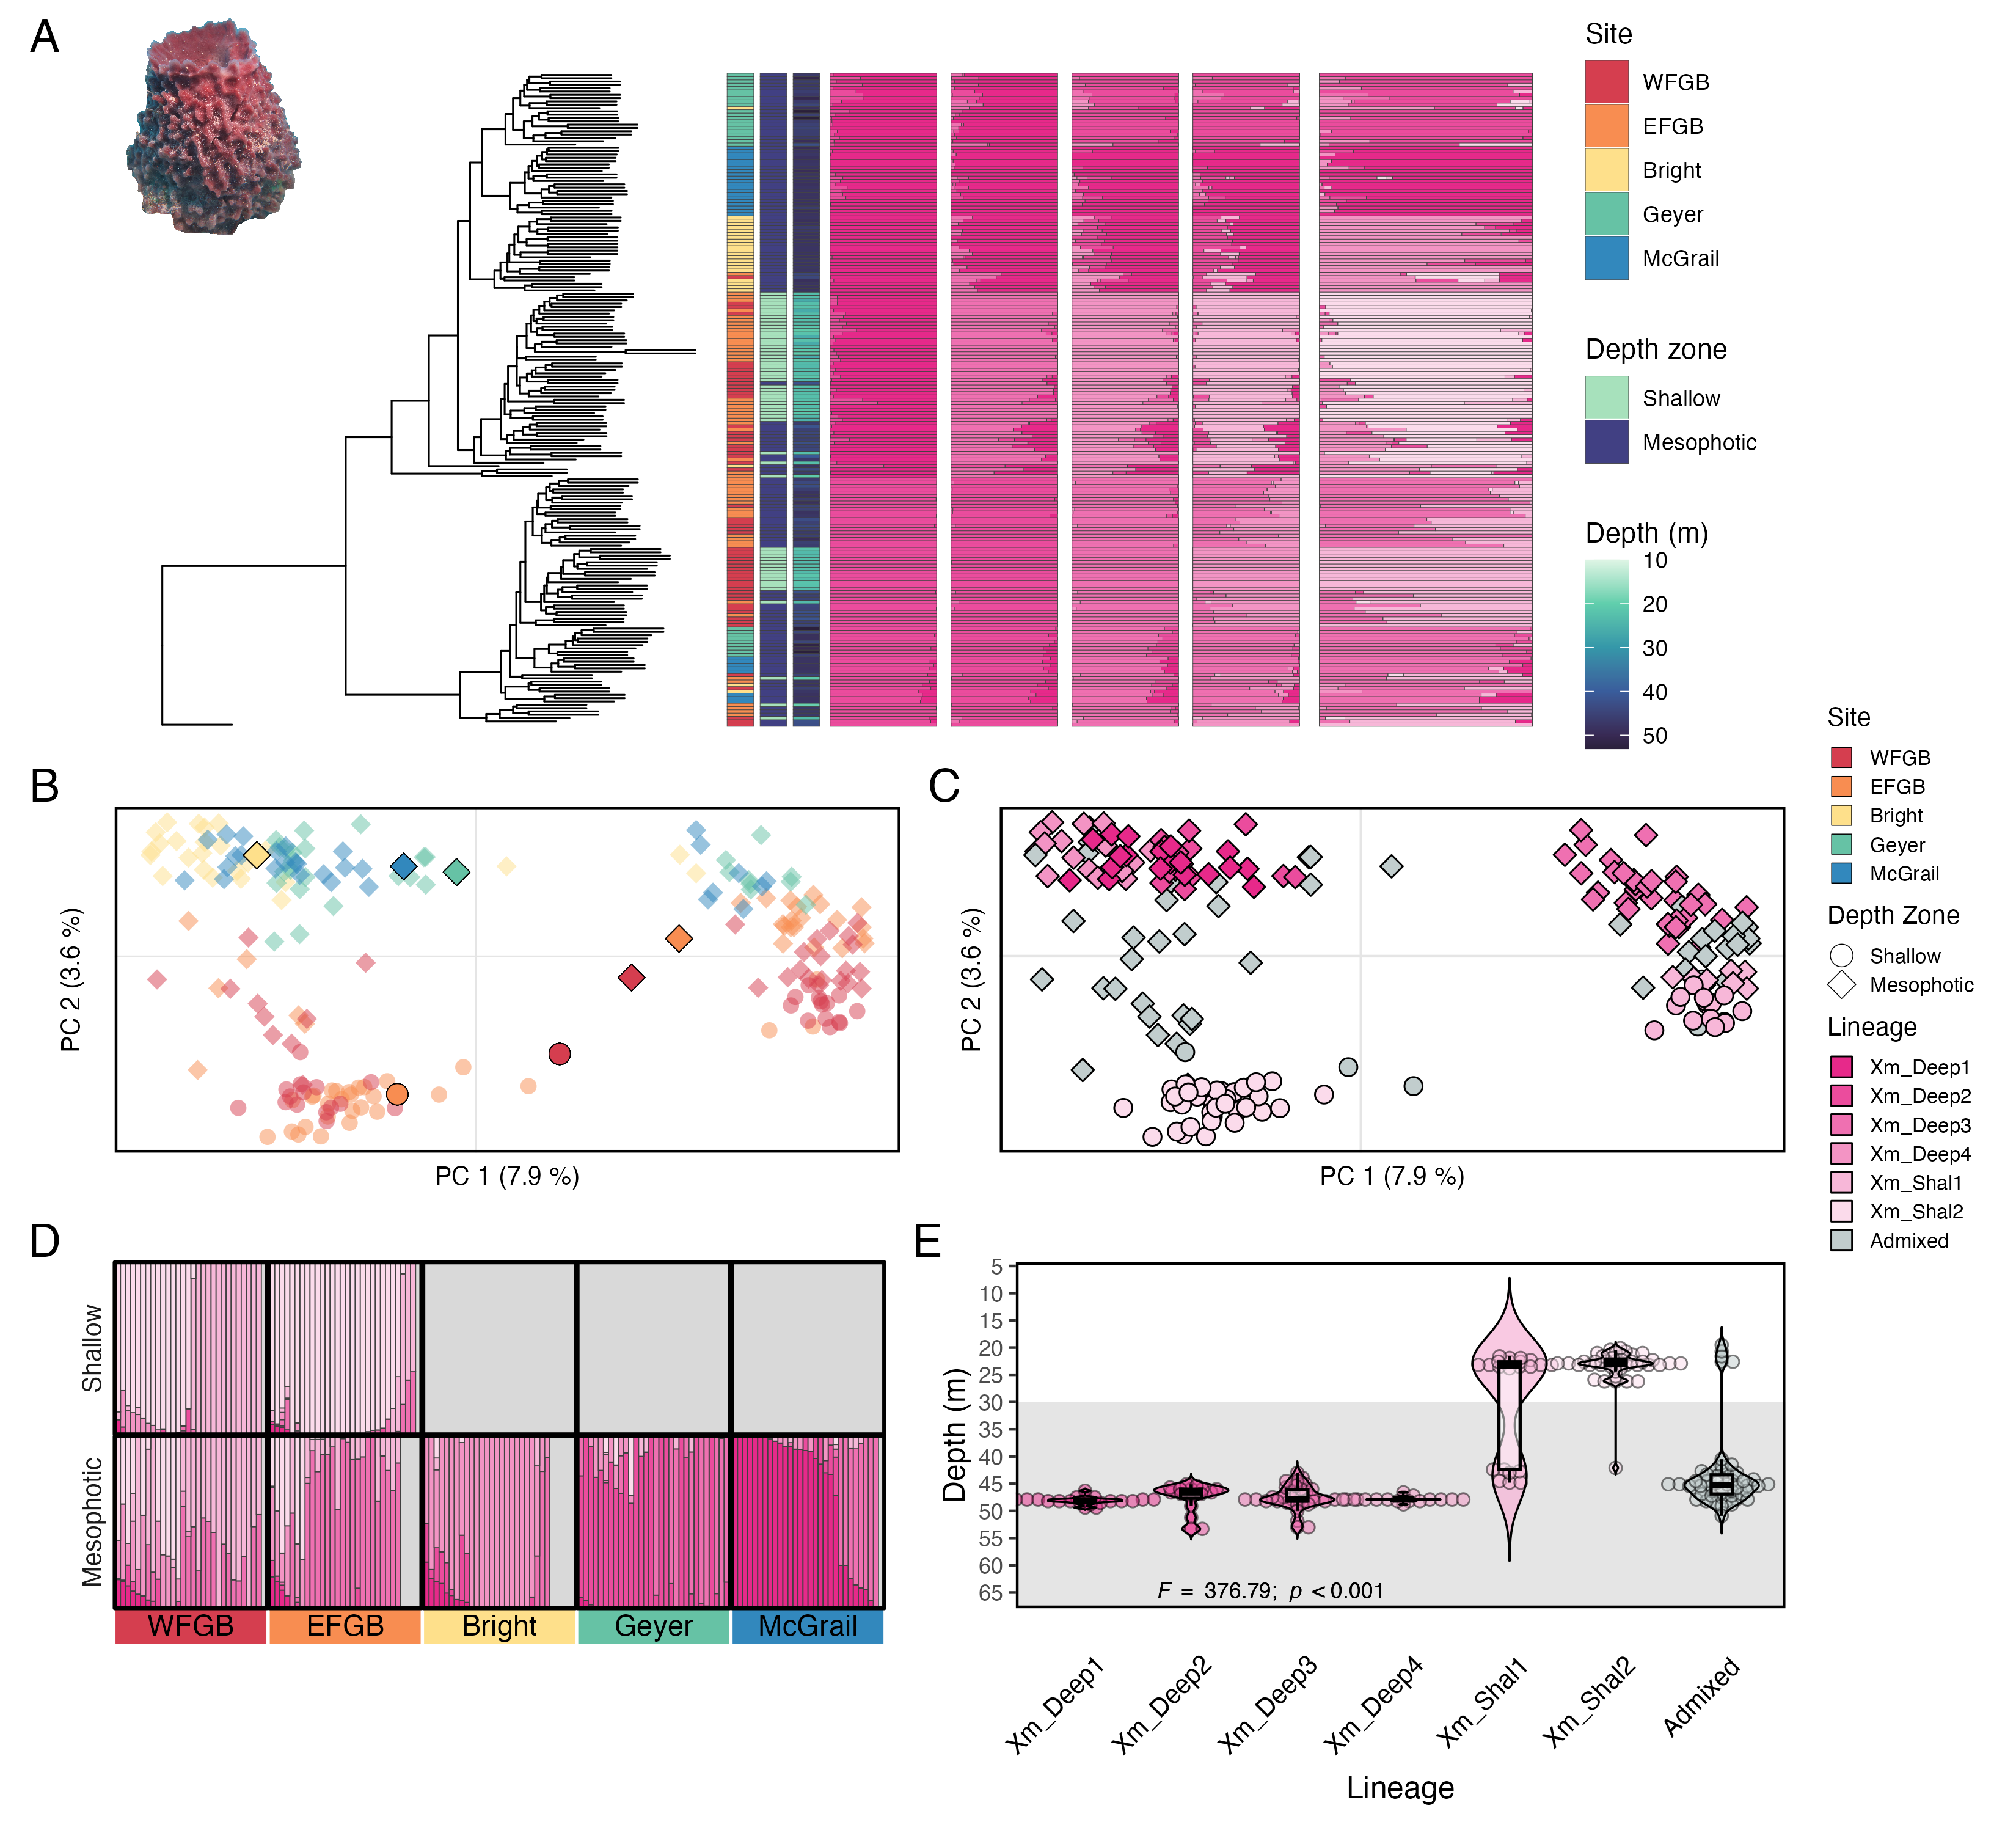 A
Site
WFGB
EFGB
Bright
Geyer
McGrail
Depth zone
Shallow
Mesophotic
Depth (m)
10
20
30
40
50
B
PC 2 (3.6 %)
PC 1 (7.9 %)
C
PC 2 (3.6 %)
PC 1 (7.9 %)
Site
WFGB
EFGB
Bright
Geyer
McGrail
Depth Zone
Shallow
Mesophotic
Lineage
Xm_Deep1
Xm_Deep2
Xm_Deep3
Xm_Deep4
Xm_Shal1
Xm_Shal2
Admixed
D
Shallow
Mesophotic
WFGB
EFGB
Bright
Geyer
McGrail
E
Depth (m)
5
10
15
20
25
30
35
40
45
50
55
60
65
F = 376.79; p <0.001
Xm_Deep1
Xm_Deep2
Xm_Deep3
Xm_Deep4
Xm_Shal1
Xm_Shal2
Admixed
Lineage